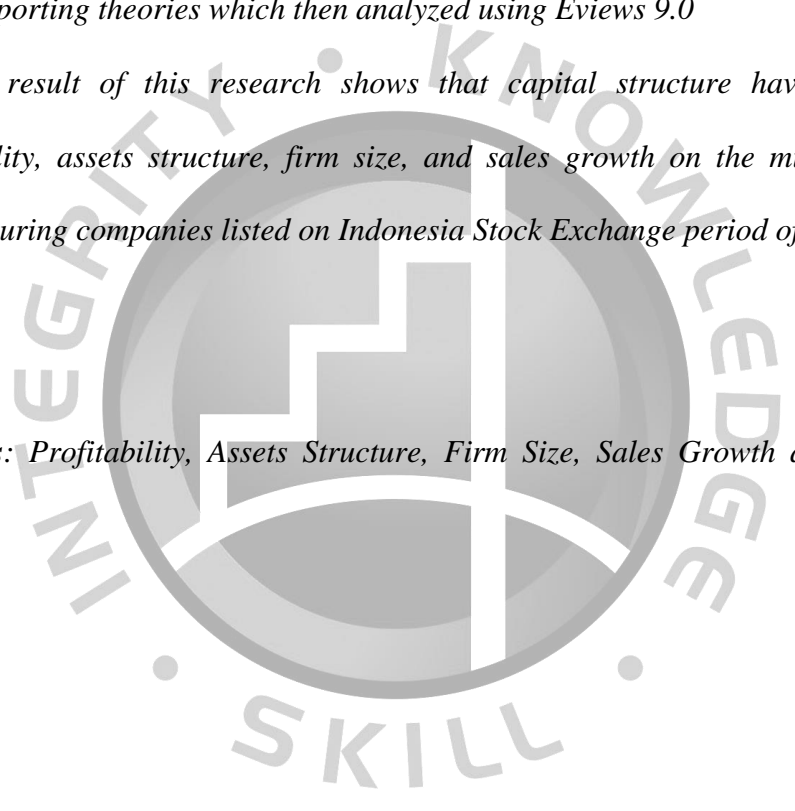 porting theories which then analyzed using Eviews 9.0
result of this research shows that capital structure hav
lity, assets structure, firm size, and sales growth on the m
uring companies listed on Indonesia Stock Exchange period of
s: Profitability, Assets Structure, Firm Size, Sales Growth
INTEGRITY • KNOWLEDGE • SKILL